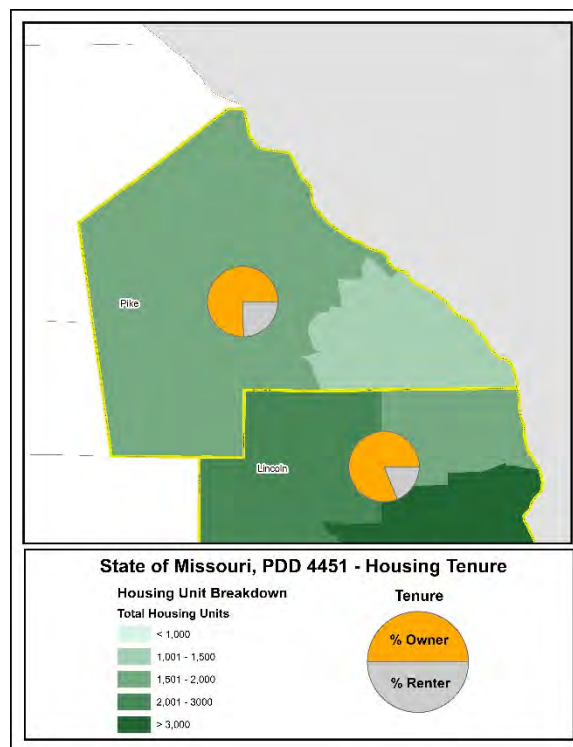 Pike
Lincoln
State of Missouri, PDD 4451 - Housing Tenure
Housing Unit Breakdown
Total Housing Units
< 1,000
1,001 - 1,500
1,501 - 2,000
2,001 - 3000
> 3,000
Tenure
% Owner
% Renter